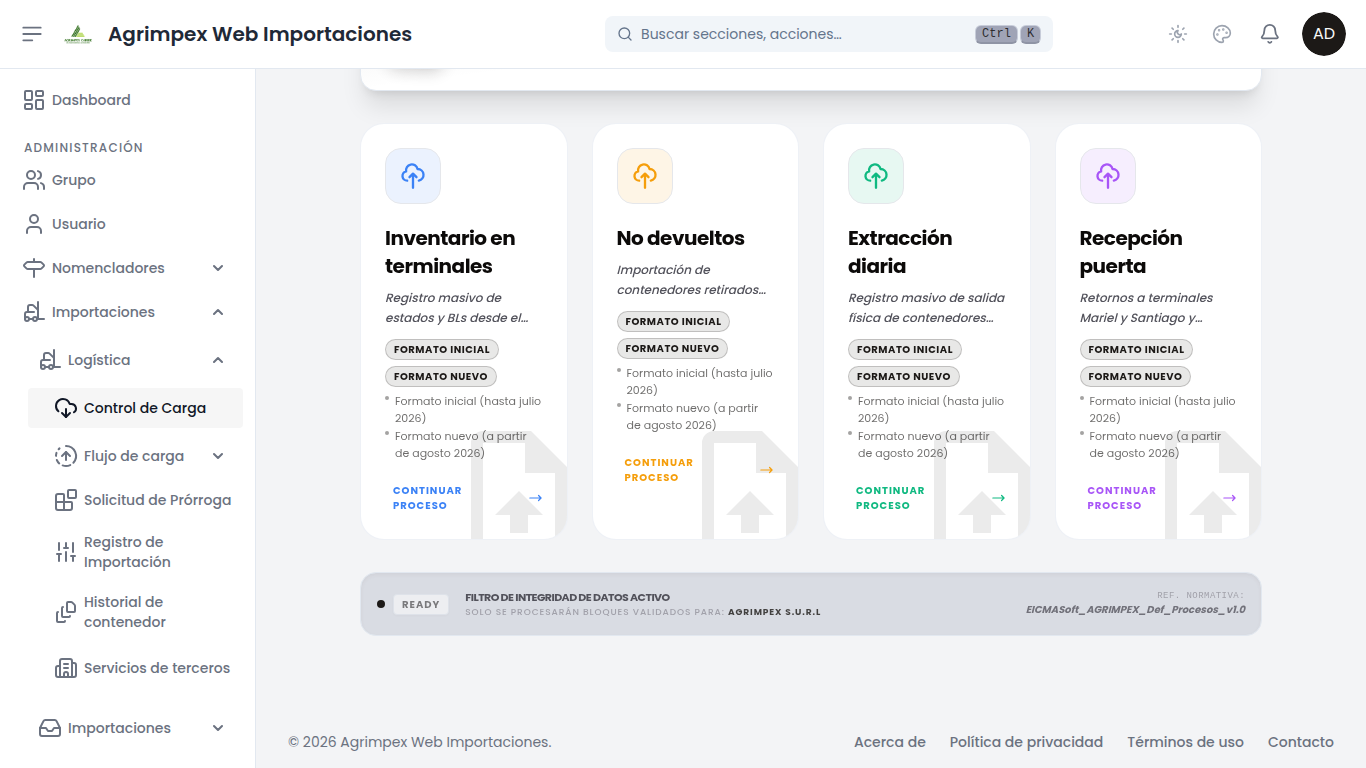 Agrimpex Web Importaciones
Buscar secciones, acciones...
Ctrl K
AD
Dashboard
ADMINISTRACIÓN
Grupo
Usuario
Nomencladores
Importaciones
Logística
Control de Carga
Flujo de carga
Solicitud de Prórroga
Registro de
Importación
Historial de
contenedor
Servicios de terceros
Importaciones
Inventario en
terminales
Registro masivo de
estados y BLs desde el...
FORMATO INICIAL
FORMATO NUEVO
Formato inicial (hasta julio
2026)
Formato nuevo (a partir
de agosto 2026)
CONTINUAR
PROCESO →
No devueltos
Importación de
contenedores retirados...
FORMATO INICIAL
FORMATO NUEVO
Formato inicial (hasta julio
2026)
Formato nuevo (a partir
de agosto 2026)
CONTINUAR
PROCESO →
Extracción
diaria
Registro masivo de salida
física de contenedores...
FORMATO INICIAL
FORMATO NUEVO
Formato inicial (hasta julio
2026)
Formato nuevo (a partir
de agosto 2026)
CONTINUAR
PROCESO →
Recepción
puerta
Retornos a terminales
Mariel y Santiago y...
FORMATO INICIAL
FORMATO NUEVO
Formato inicial (hasta julio
2026)
Formato nuevo (a partir
de agosto 2026)
CONTINUAR
PROCESO →
READY
FILTRO DE INTEGRIDAD DE DATOS ACTIVO
SOLO SE PROCESARÁN BLOQUES VALIDADOS PARA: AGRIMPEX S.U.R.L
REF. NORMATIVA:
EICMASoft_AGRIMPEX_Def_Procesos_v1.0
© 2026 Agrimpex Web Importaciones.
Acerca de Política de privacidad Términos de uso Contacto